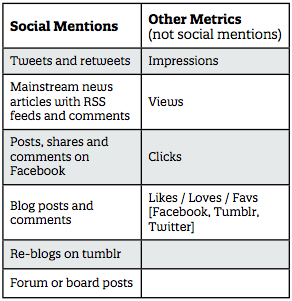 Social Mentions
Other Metrics
(not social mentions)
Tweets and retweets
Impressions
Mainstream news
articles with RSS
feeds and comments
Views
Posts, shares and
comments on
Facebook
Clicks
Blog posts and
comments
Likes / Loves / Favs
[Facebook, Tumblr,
Twitter]
Re-blogs on tumblr
Forum or board posts